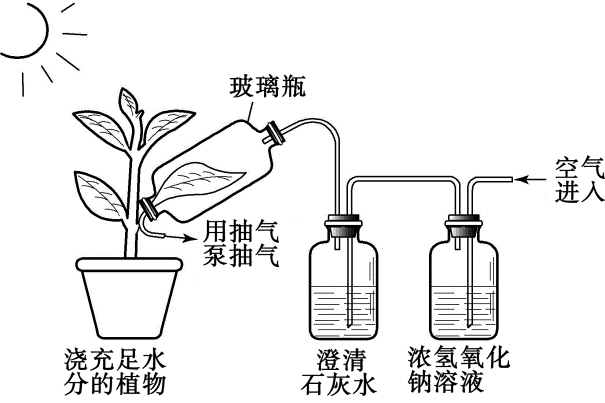 玻璃瓶
空气
进入
用抽气
泵抽气
浇充足水
分的植物
澄清
石灰水
浓氢氧化
钠溶液